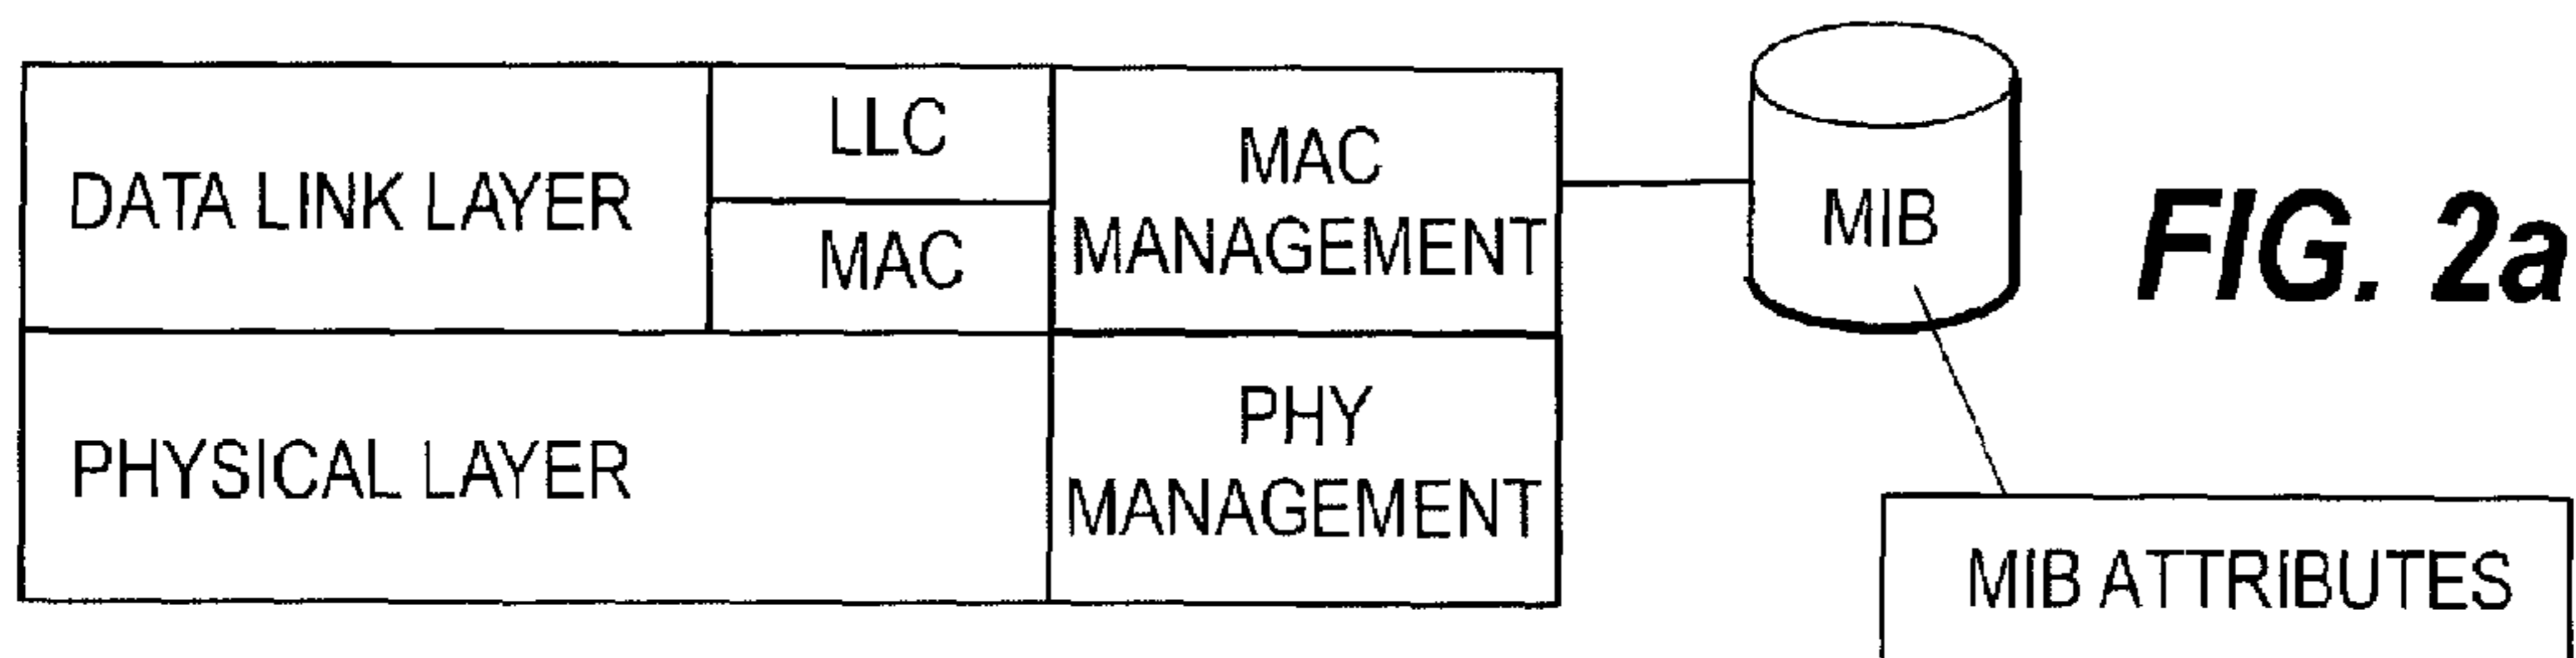 DATA LINK LAYER
LLC
MAC
MAC
MANAGEMENT
MIB
FIG. 2a
PHYSICAL LAYER
PHY
MANAGEMENT
MIB ATTRIBUTES